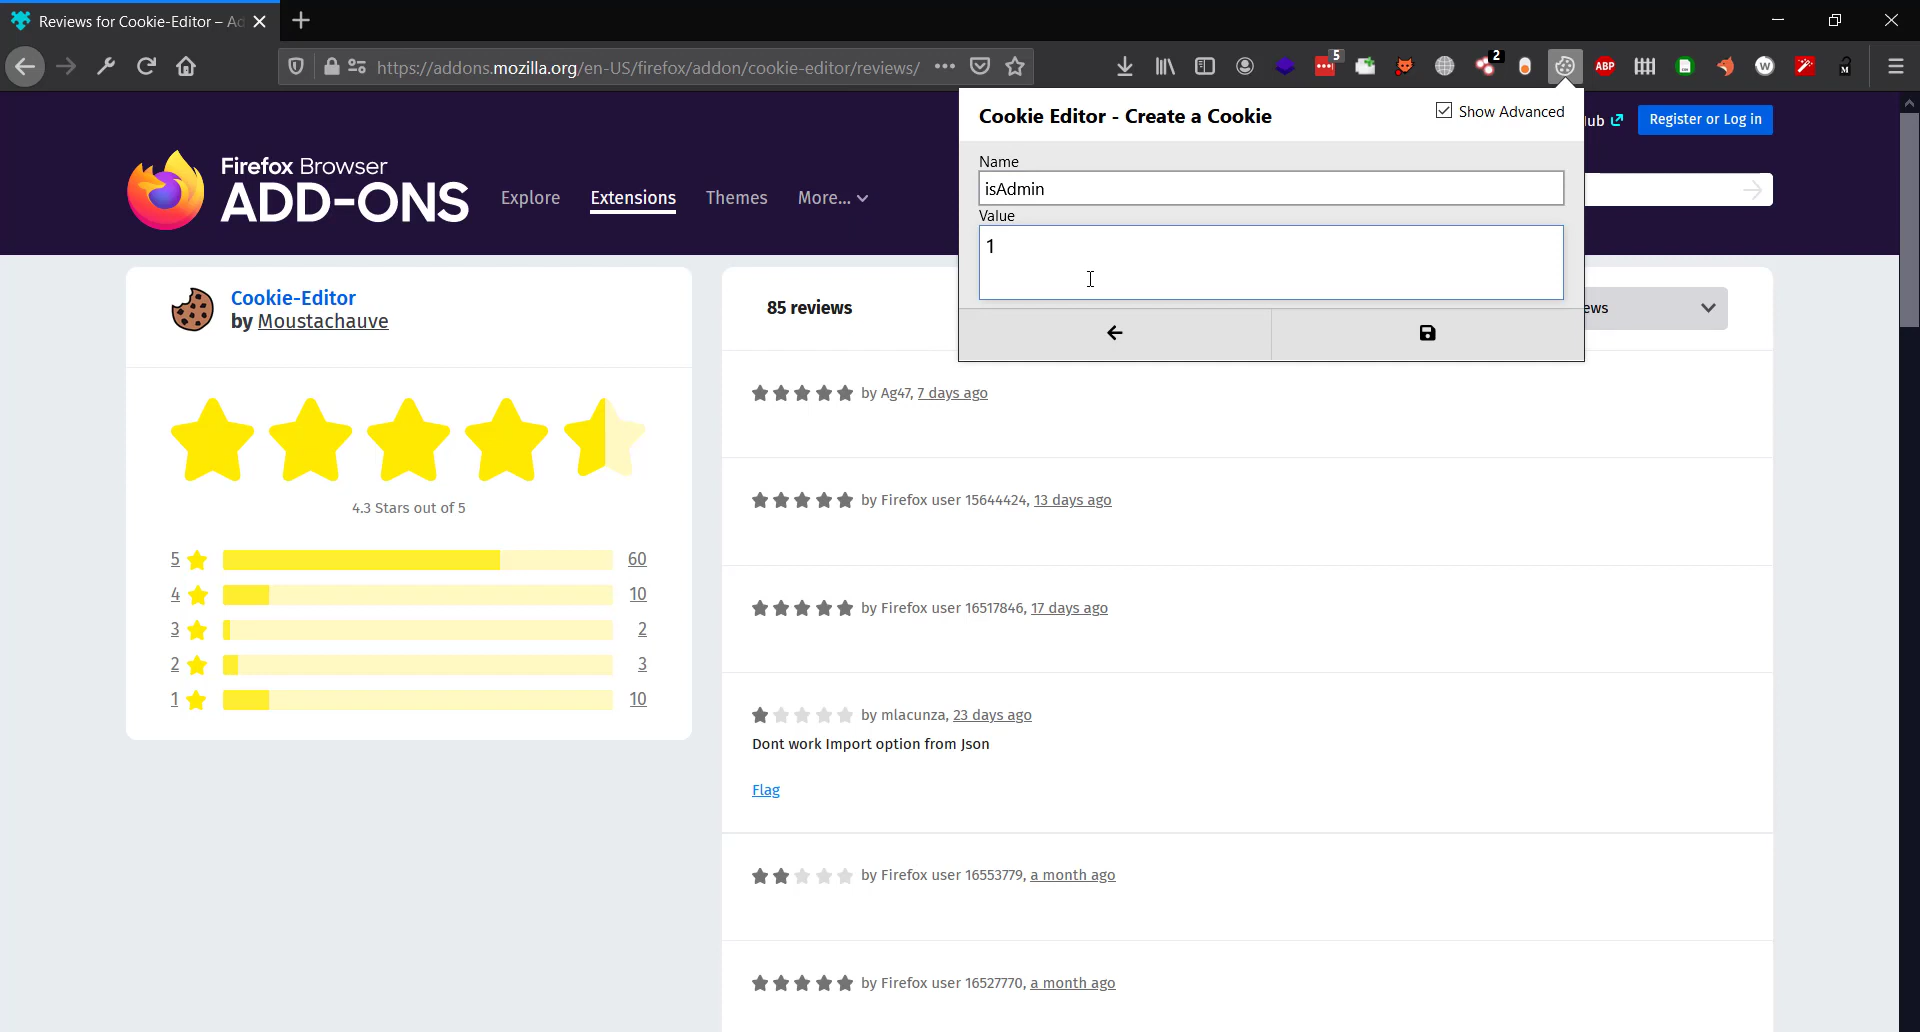 Reviews for Cookie-Editor – Ad
https://addons.mozilla.org/en-US/firefox/addon/cookie-editor/reviews/
5
2
ABP
W
M
Cookie Editor - Create a Cookie
Show Advanced
Register or Log in
Firefox Browser
ADD-ONS
Explore
Extensions
Themes
More...
Name
isAdmin
Value
1
Cookie-Editor
by Moustachauve
4.3 Stars out of 5
5 60
4 10
3 2
2 3
1 10
85 reviews
by Ag47, 7 days ago
by Firefox user 15644424, 13 days ago
by Firefox user 16517846, 17 days ago
by mlacunza, 23 days ago
Dont work Import option from Json
Flag
by Firefox user 16553779, a month ago
by Firefox user 16527770, a month ago